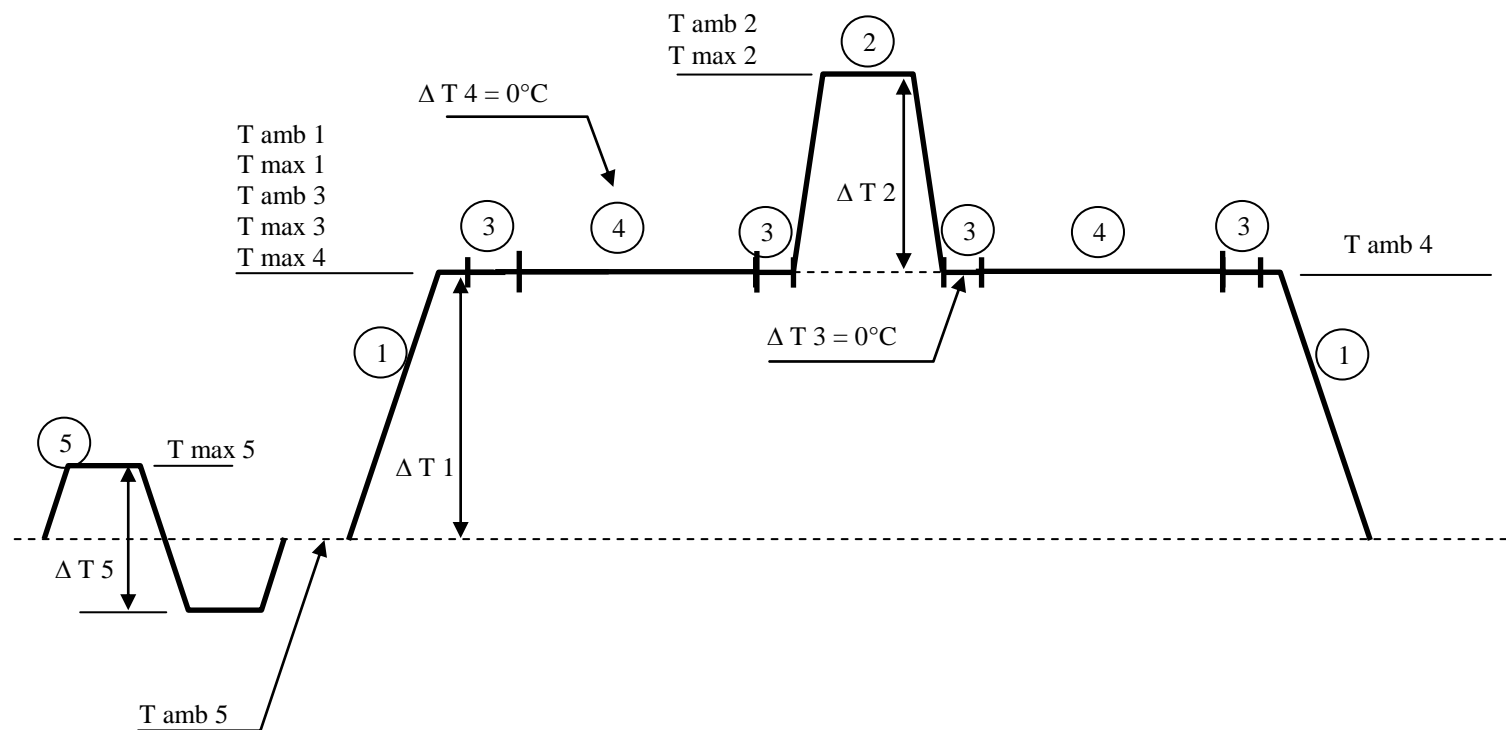 T amb 2
T max 2
2
Δ T 4 = 0°C
T amb 1
T max 1
T amb 3
T max 3
T max 4
Δ T 2
3
4
3
3
4
3
T amb 4
Δ T 3 = 0°C
1
1
5
T max 5
Δ T 1
Δ T 5
T amb 5